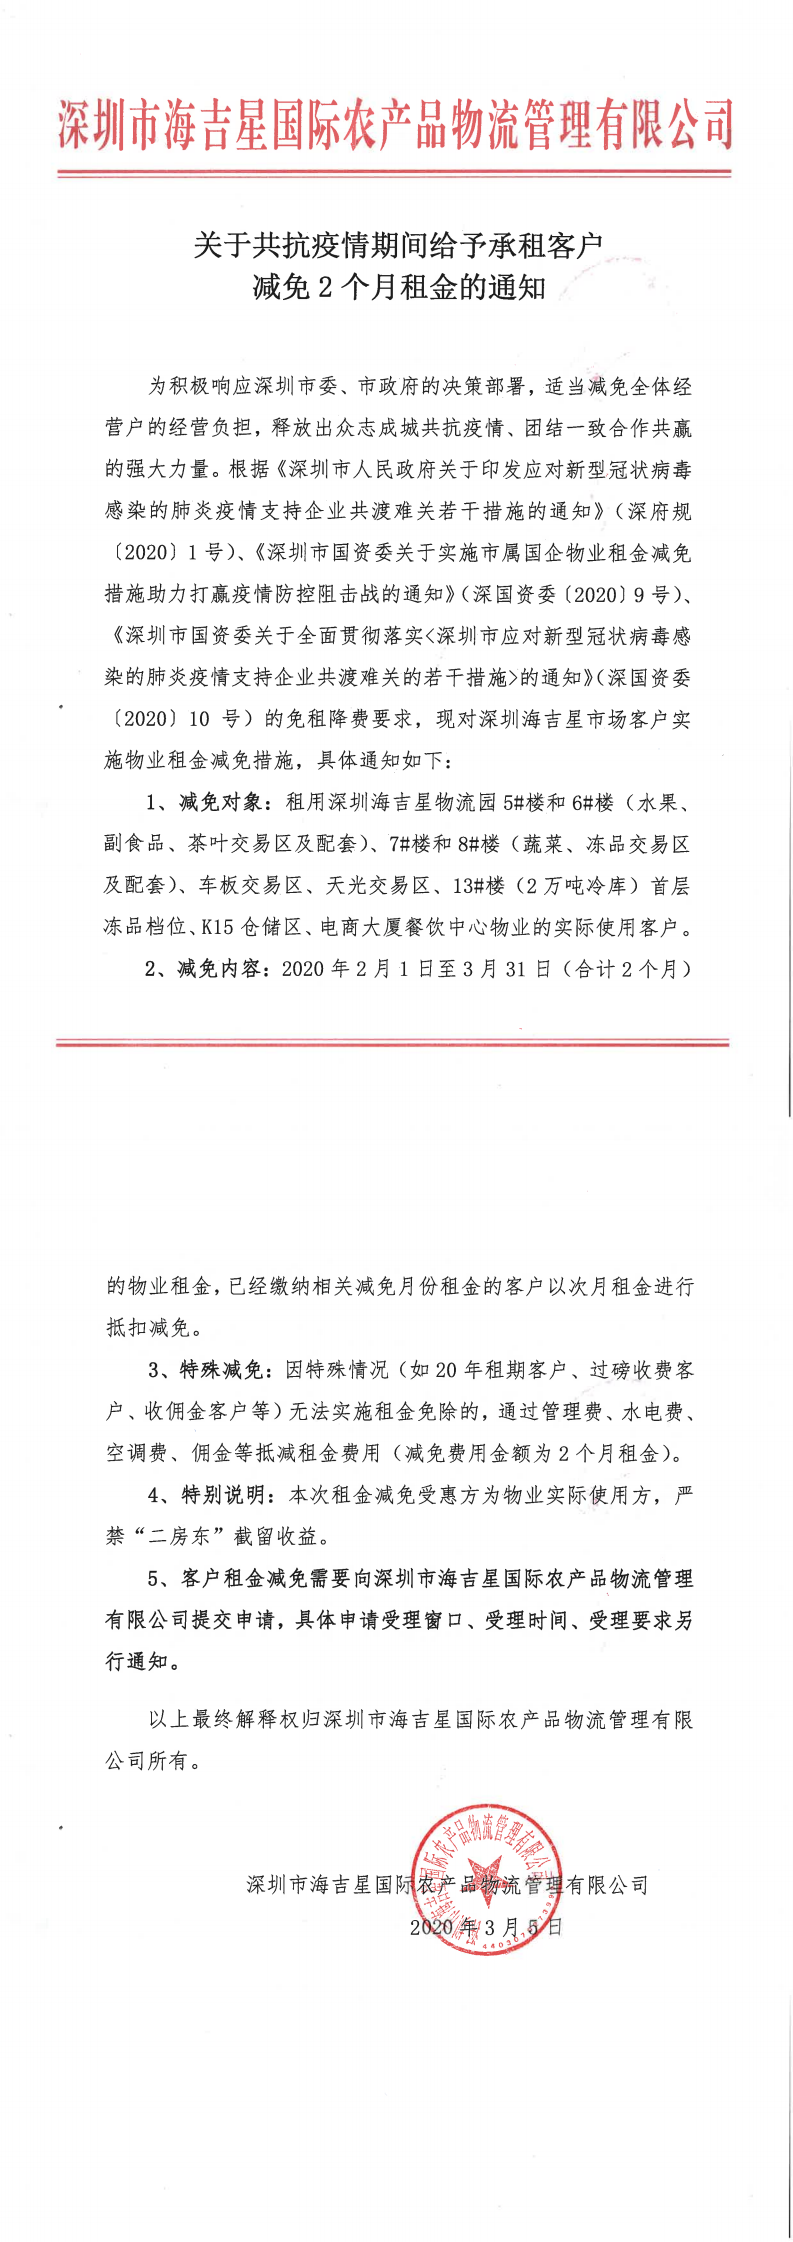 深圳市海吉星国际农产品物流管理有限公司
关于共抗疫情期间给予承租客户
减免2个月租金的通知
为积极响应深圳市委、市政府的决策部署，适当减免全体经
营户的经营负担，释放出众志成城共抗疫情、团结一致合作共赢
的强大力量。根据《深圳市人民政府关于印发应对新型冠状病毒
感染的肺炎疫情支持企业共渡难关若干措施的通知》（深府规
〔2020〕1号）、《深圳市国资委关于实施市属国企物业租金减免
措施助力打赢疫情防控阻击战的通知》（深国资委〔2020〕9号）、
《深圳市国资委关于全面贯彻落实<深圳市应对新型冠状病毒感
染的肺炎疫情支持企业共渡难关的若干措施>的通知》（深国资委
〔2020〕10 号）的免租降费要求，现对深圳海吉星市场客户实
施物业租金减免措施，具体通知如下：
1、减免对象：租用深圳海吉星物流园5#楼和6#楼（水果、
副食品、茶叶交易区及配套）、7#楼和8#楼（蔬菜、冻品交易区
及配套）、车板交易区、天光交易区、13#楼（2万吨冷库）首层
冻品档位、K15仓储区、电商大厦餐饮中心物业的实际使用客户。
2、减免内容：2020年2月1日至3月31日（合计2个月）
的物业租金，已经缴纳相关减免月份租金的客户以次月租金进行
抵扣减免。
3、特殊减免：因特殊情况（如20年租期客户、过磅收费客
户、收佣金客户等）无法实施租金免除的，通过管理费、水电费、
空调费、佣金等抵减租金费用（减免费用金额为2个月租金）。
4、特别说明：本次租金减免受惠方为物业实际使用方，严
禁“二房东”截留收益。
5、客户租金减免需要向深圳市海吉星国际农产品物流管理
有限公司提交申请，具体申请受理窗口、受理时间、受理要求另
行通知。
以上最终解释权归深圳市海吉星国际农产品物流管理有限
公司所有。
深圳市海吉星国际农产品物流管理有限公司
2020年3月5日